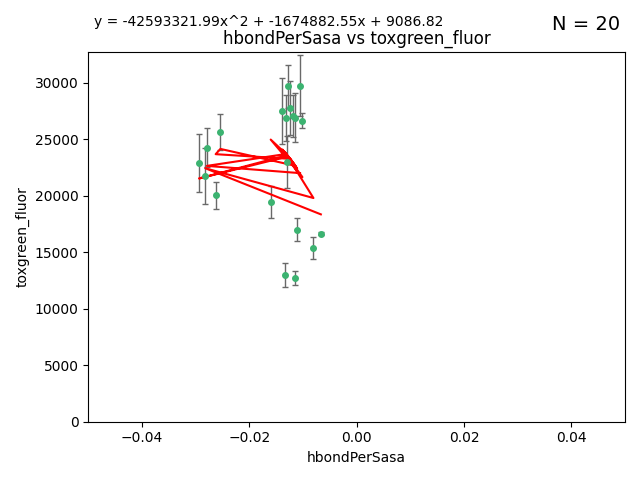 y = -42593321.99x^2 + -1674882.55x + 9086.82
N = 20
hbondPerSasa vs toxgreen_fluor
30000
25000
20000
15000
10000
5000
0
toxgreen_fluor
−0.04
−0.02
0.00
0.02
0.04
hbondPerSasa